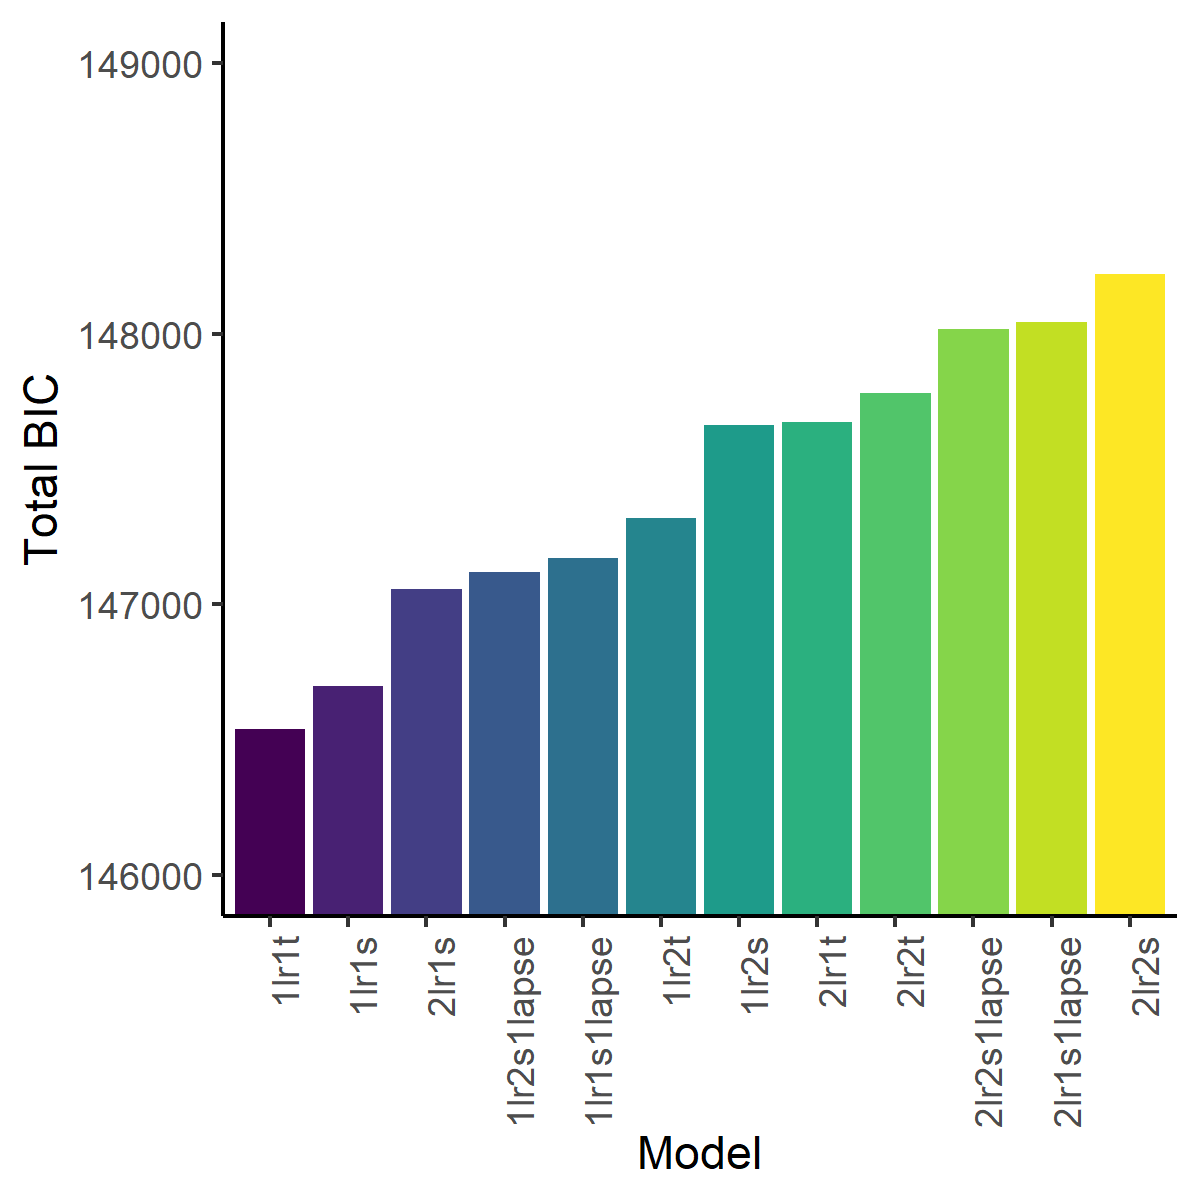 149000
148000
147000
146000
Total BIC
1lr1t
1lr1s
2lr1s
1lr2s1lapse
1lr1s1lapse
1lr2t
1lr2s
2lr1t
2lr2t
2lr2s1lapse
2lr1s1lapse
2lr2s
Model